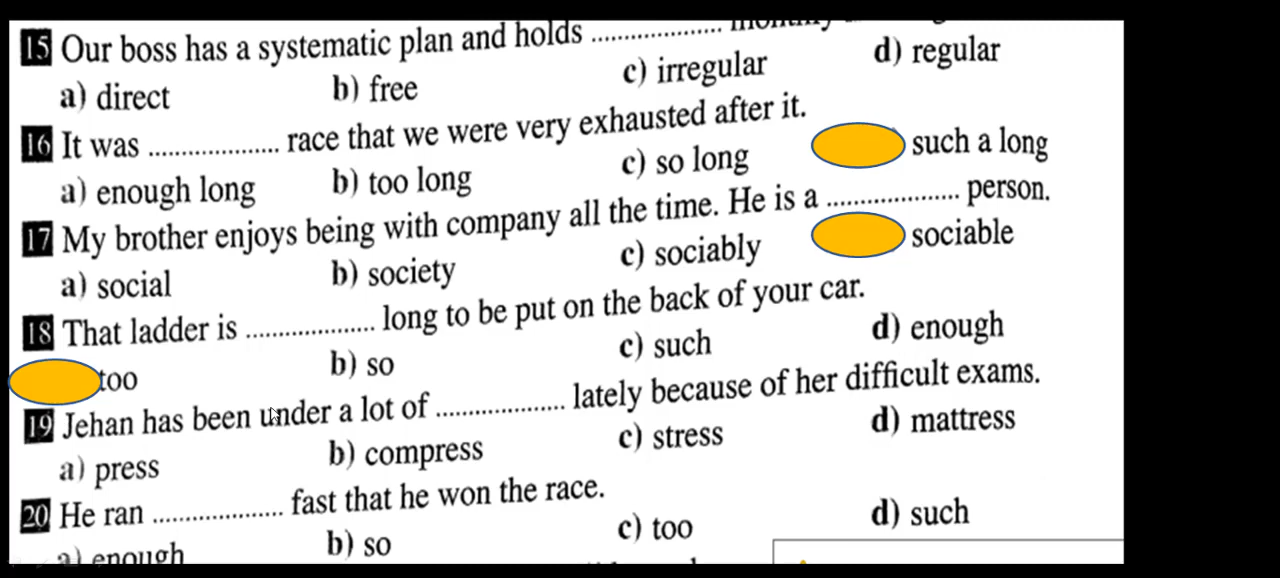 15 Our boss has a systematic plan and holds .................... monthly
a) direct b) free c) irregular d) regular
16 It was .................... race that we were very exhausted after it.
a) enough long b) too long c) so long such a long
17 My brother enjoys being with company all the time. He is a .................... person.
a) social b) society c) sociably sociable
18 That ladder is .................... long to be put on the back of your car.
too b) so c) such d) enough
19 Jehan has been under a lot of .................... lately because of her difficult exams.
a) press b) compress c) stress d) mattress
20 He ran .................... fast that he won the race.
a) enough b) so c) too d) such